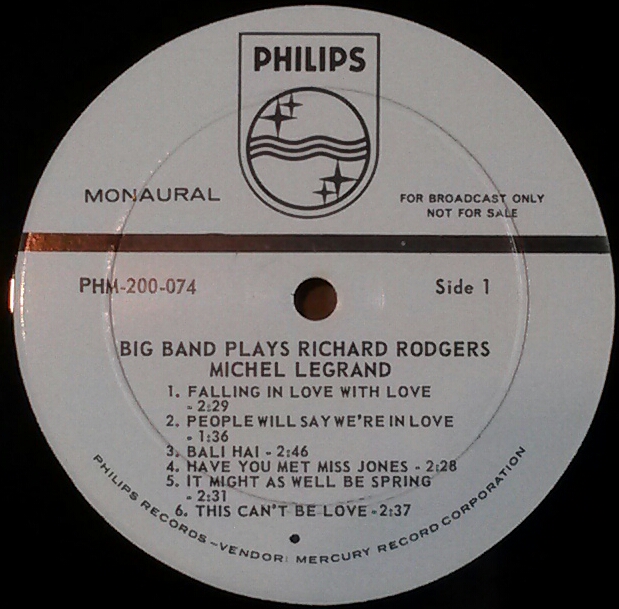 PHILIPS
MONAURAL
FOR BROADCAST ONLY
NOT FOR SALE
PHM-200-074
Side 1
BIG BAND PLAYS RICHARD RODGERS
MICHEL LEGRAND
1. FALLING IN LOVE WITH LOVE
- 2:29
2. PEOPLE WILL SAY WE'RE IN LOVE
- 1:36
3. BALI HAI - 2:46
4. HAVE YOU MET MISS JONES - 2:28
5. IT MIGHT AS WELL BE SPRING
- 2:31
6. THIS CAN'T BE LOVE - 2:37
PHILIPS RECORDS - VENDOR: MERCURY RECORD CORPORATION